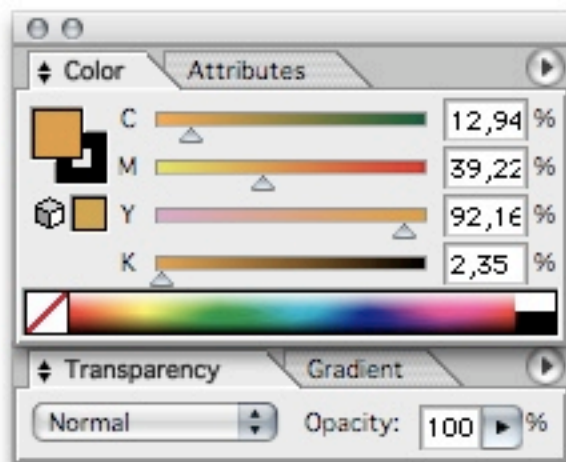 Color Attributes
C 12,94 %
M 39,22 %
Y 92,16 %
K 2,35 %
Transparency Gradient
Normal Opacity: 100 %